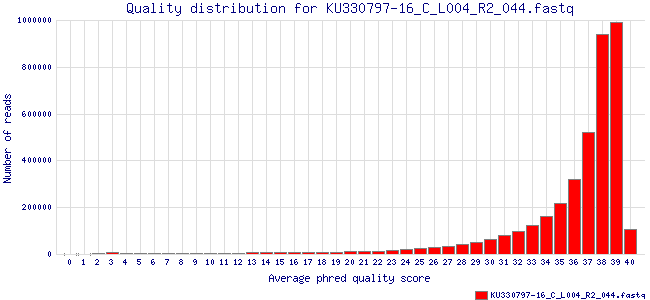 Quality distribution for KU330797-16_C_L004_R2_044.fastq
Number of reads
1000000
800000
600000
400000
200000
0
0 1 2 3 4 5 6 7 8 9 10 11 12 13 14 15 16 17 18 19 20 21 22 23 24 25 26 27 28 29 30 31 32 33 34 35 36 37 38 39 40
Average phred quality score
KU330797-16_C_L004_R2_044.fastq